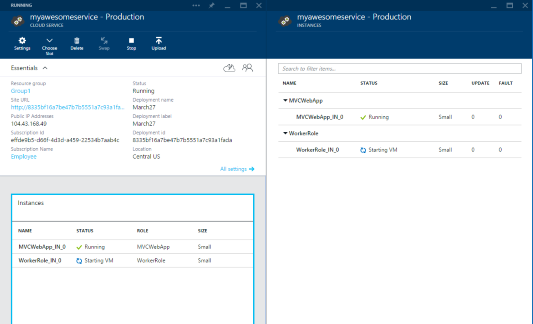 RUNNING
myawesomeservice - Production
CLOUD SERVICE
Settings
Choose Slot
Delete
Swap
Stop
Upload
Essentials
Resource group
Group1
Status
Running
Site URL
http://8335bf16a7be47b7b5551a7c93a1f...
Deployment name
March27
Public IP Addresses
104.43.168.49
Deployment label
March27
Subscription Id
effde9b5-d66f-4d3d-a459-22534b7aab4c
Deployment id
8335bf16a7be47b7b5551a7c93a1fada
Subscription Name
Employee
Location
Central US
All settings
Instances
NAME STATUS ROLE SIZE
MVCWebApp_IN_0 Running MVCWebApp Small
WorkerRole_IN_0 Starting VM WorkerRole Small
myawesomeservice - Production
INSTANCES
Search to filter items...
NAME STATUS SIZE UPDATE FAULT
MVCWebApp
MVCWebApp_IN_0 Running Small 0 0
WorkerRole
WorkerRole_IN_0 Starting VM Small 0 0